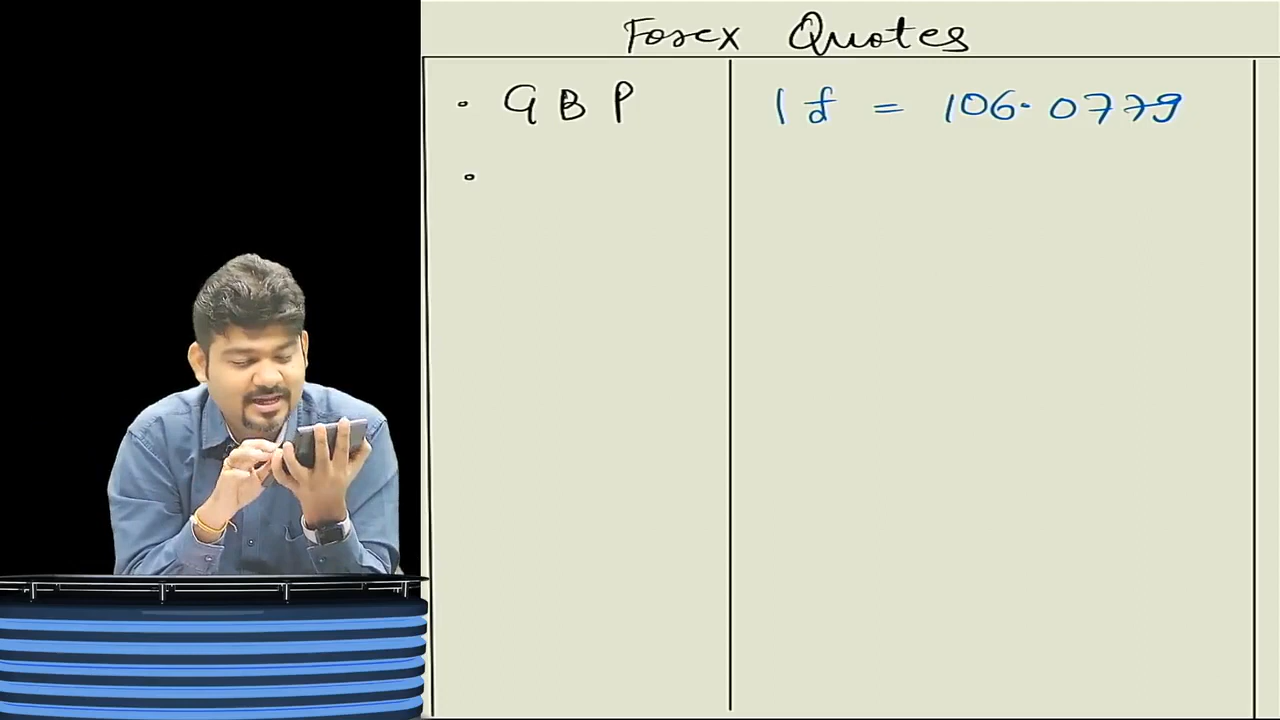 Forex Quotes
• GBP
1 £ = 106.0779
•